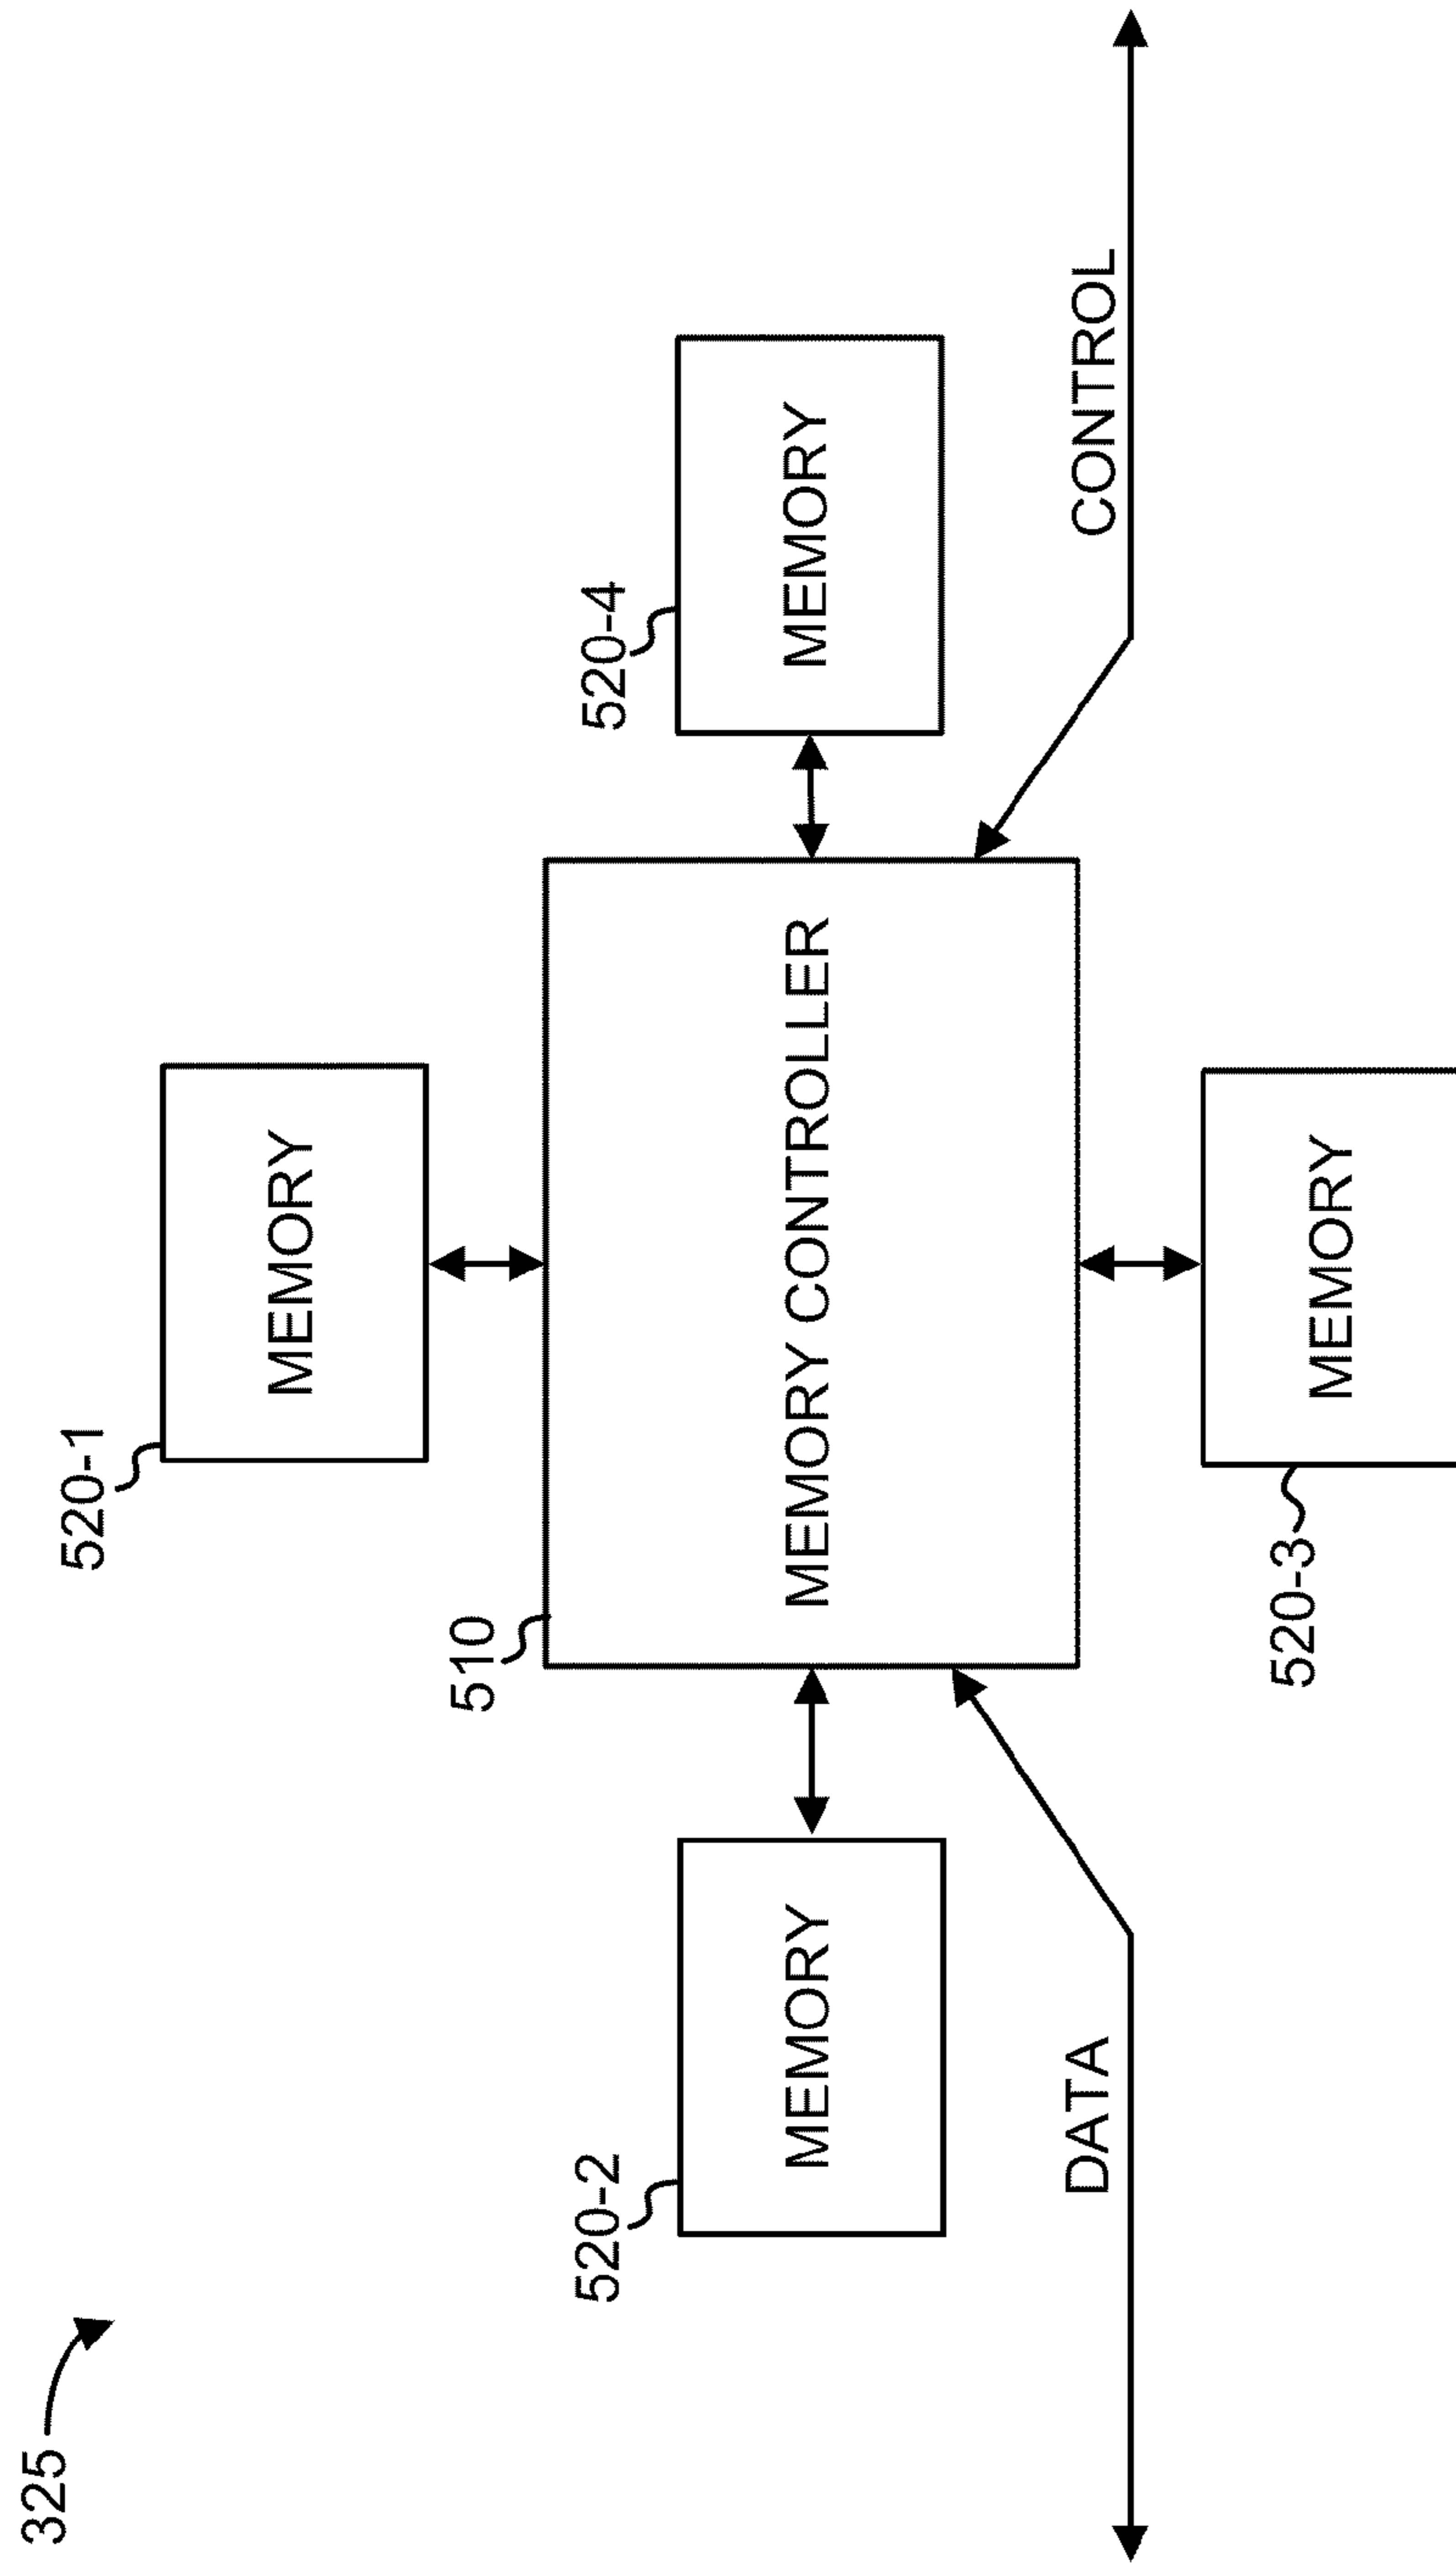 325
520-1
MEMORY
510
520-2
MEMORY
MEMORY CONTROLLER
520-4
MEMORY
DATA
CONTROL
520-3
MEMORY